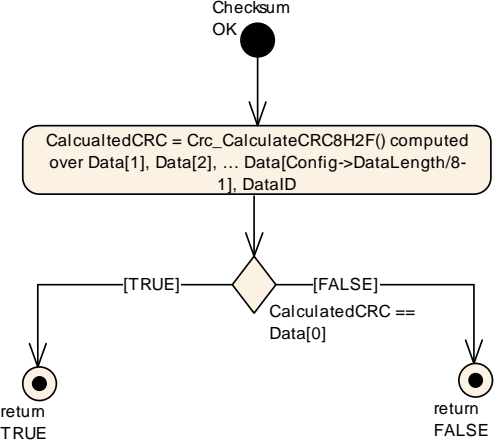 Checksum
OK
CalcualtedCRC = Crc_CalculateCRC8H2F() computed
over Data[1], Data[2], … Data[Config->DataLength/8-
1], DataID
[TRUE]
[FALSE]
CalculatedCRC ==
Data[0]
return
TRUE
return
FALSE